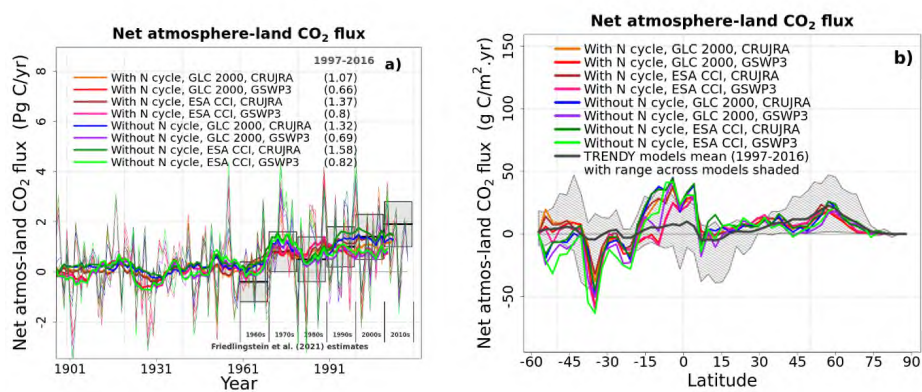 Net atmosphere-land CO₂ flux
1997-2016
a)
Net atmos-land CO₂ flux (Pg C/yr)
8
6
4
2
0
-2
With N cycle, GLC 2000, CRUJRA (1.07)
With N cycle, GLC 2000, GSWP3 (0.66)
With N cycle, ESA CCI, CRUJRA (1.37)
With N cycle, ESA CCI, GSWP3 (0.8)
Without N cycle, GLC 2000, CRUJRA (1.32)
Without N cycle, GLC 2000, GSWP3 (0.69)
Without N cycle, ESA CCI, CRUJRA (1.58)
Without N cycle, ESA CCI, GSWP3 (0.82)
1960s 1970s 1980s 1990s 2000s 2010s
Friedlingstein et al. (2021) estimates
1901 1931 1961 1991
Year
Net atmosphere-land CO₂ flux
b)
Net atmos-land CO₂ flux (g C/m².yr)
150
100
50
0
-50
With N cycle, GLC 2000, CRUJRA
With N cycle, GLC 2000, GSWP3
With N cycle, ESA CCI, CRUJRA
With N cycle, ESA CCI, GSWP3
Without N cycle, GLC 2000, CRUJRA
Without N cycle, GLC 2000, GSWP3
Without N cycle, ESA CCI, CRUJRA
Without N cycle, ESA CCI, GSWP3
TRENDY models mean (1997-2016)
with range across models shaded
-60 -45 -30 -15 0 15 30 45 60 75 90
Latitude